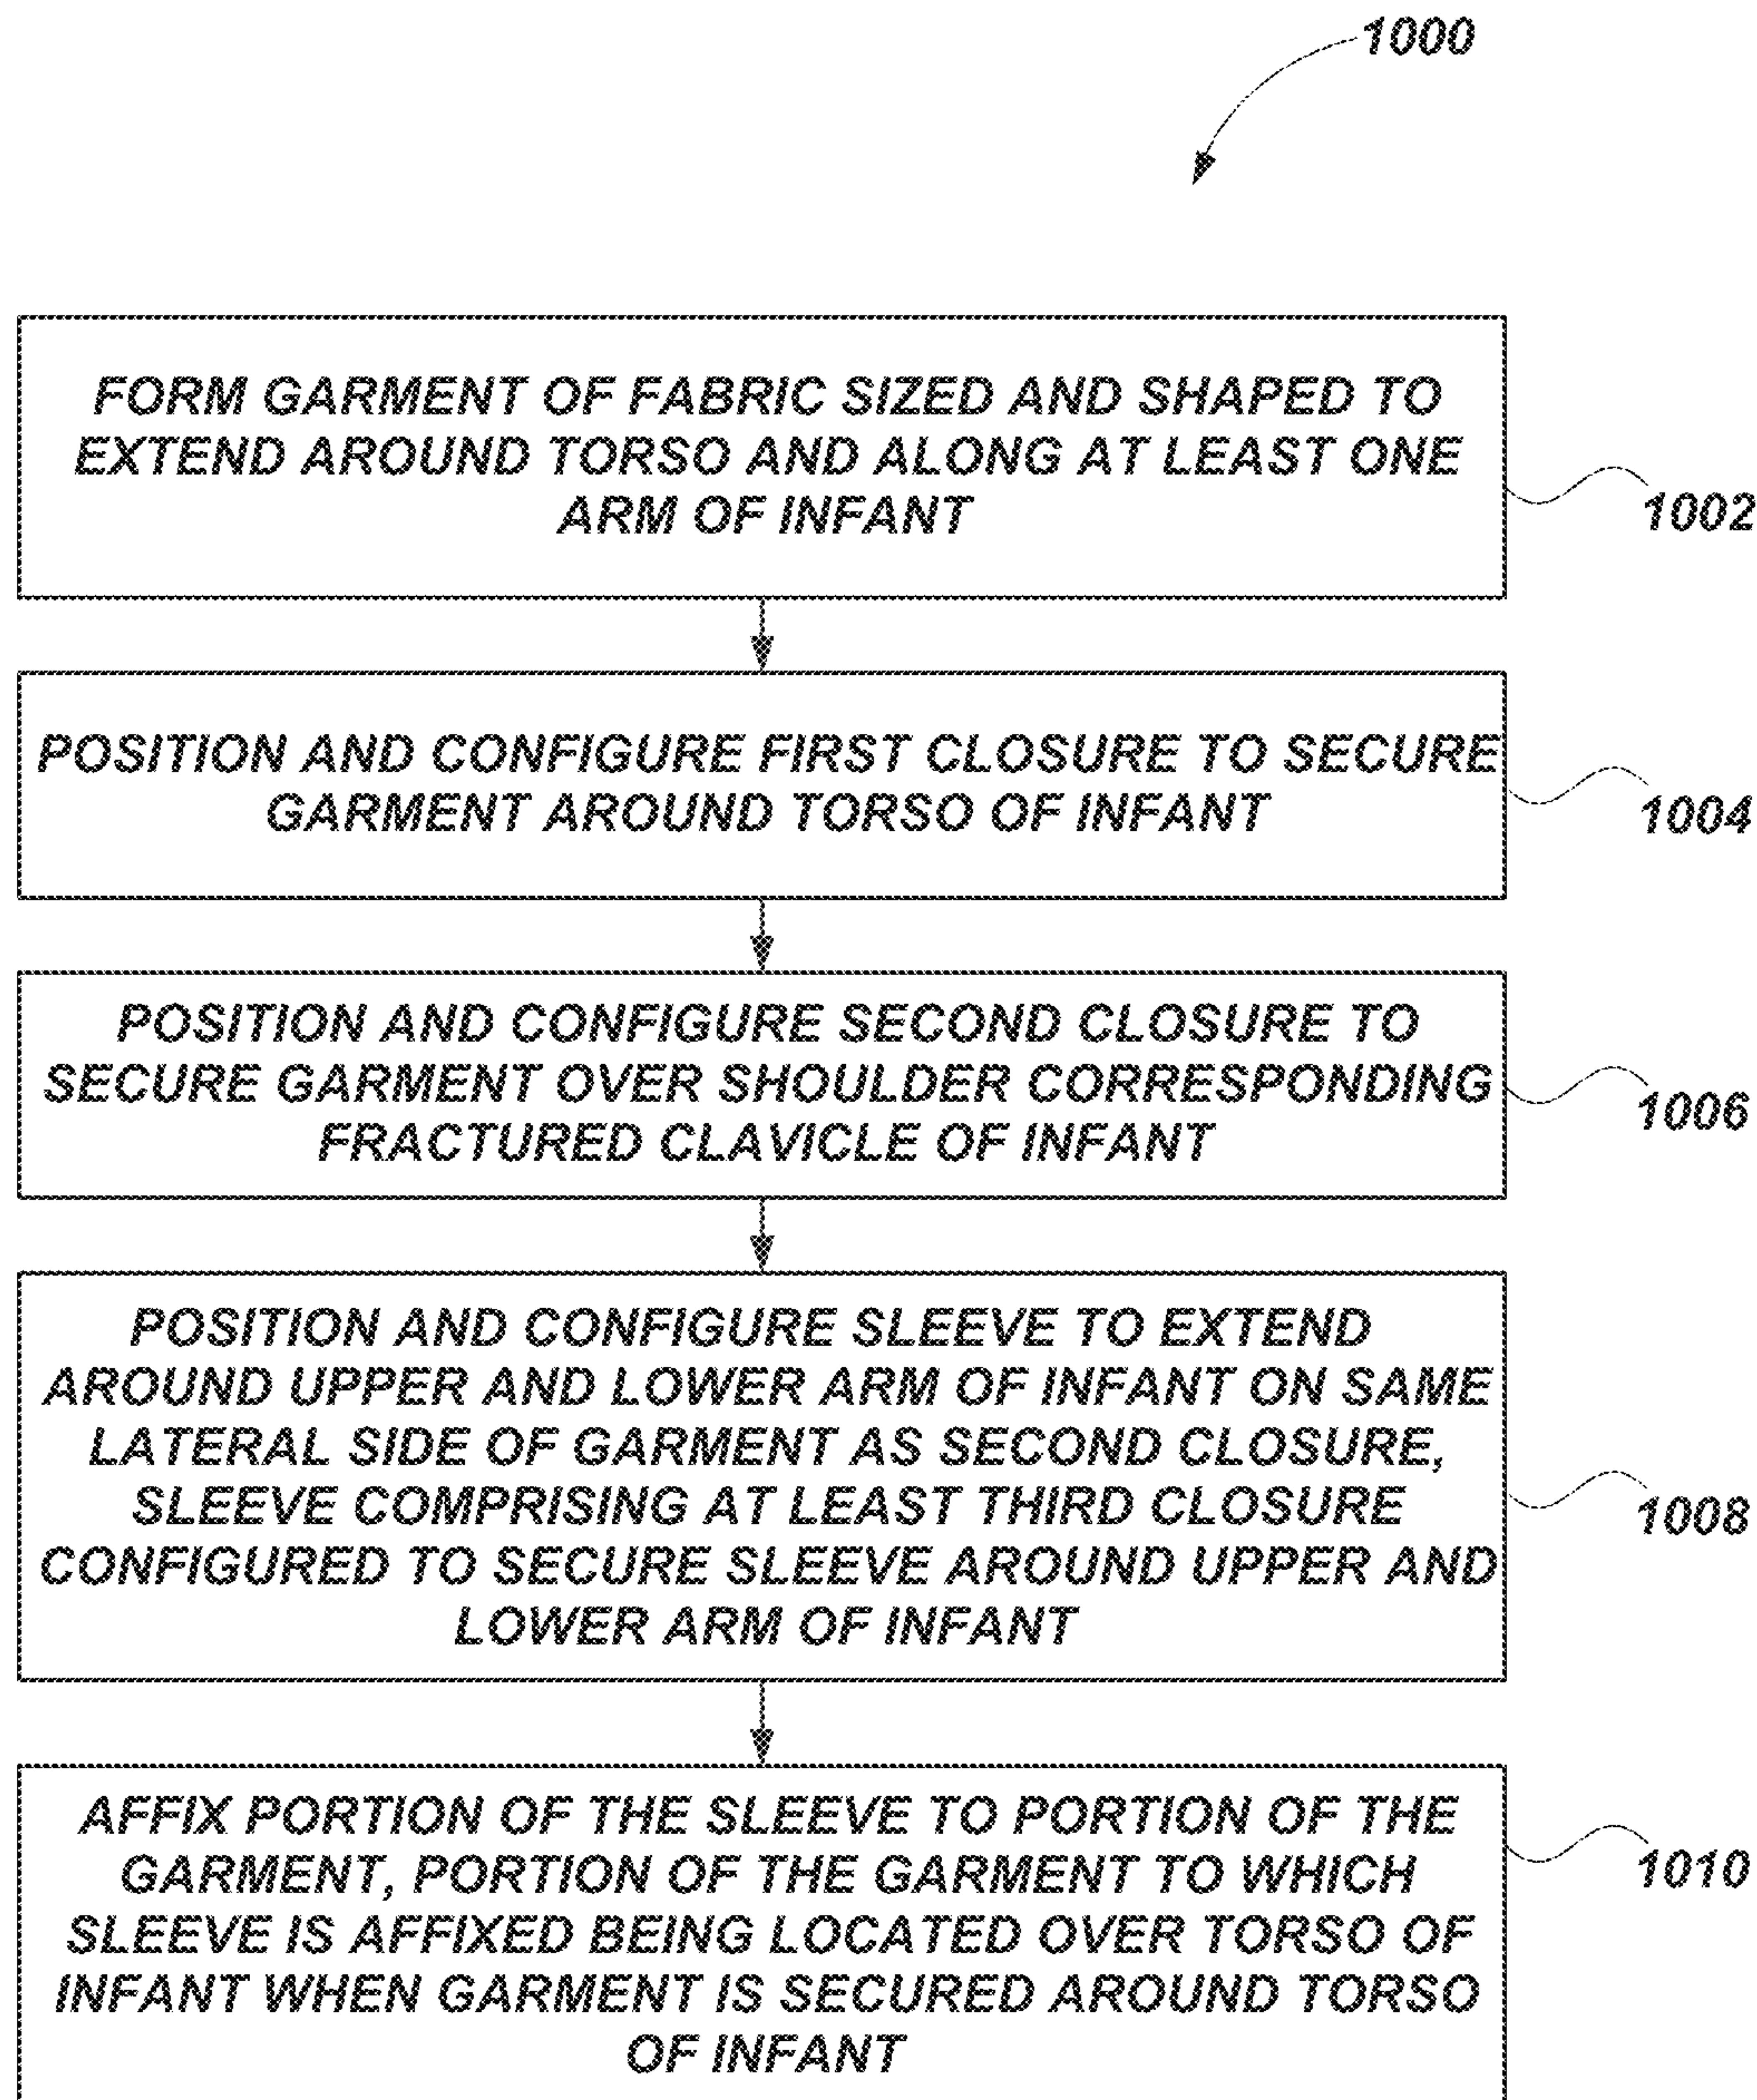 1000
FORM GARMENT OF FABRIC SIZED AND SHAPED TO
EXTEND AROUND TORSO AND ALONG AT LEAST ONE
ARM OF INFANT
1002
POSITION AND CONFIGURE FIRST CLOSURE TO SECURE
GARMENT AROUND TORSO OF INFANT
1004
POSITION AND CONFIGURE SECOND CLOSURE TO
SECURE GARMENT OVER SHOULDER CORRESPONDING
FRACTURED CLAVICLE OF INFANT
1006
POSITION AND CONFIGURE SLEEVE TO EXTEND
AROUND UPPER AND LOWER ARM OF INFANT ON SAME
LATERAL SIDE OF GARMENT AS SECOND CLOSURE,
SLEEVE COMPRISING AT LEAST THIRD CLOSURE
CONFIGURED TO SECURE SLEEVE AROUND UPPER AND
LOWER ARM OF INFANT
1008
AFFIX PORTION OF THE SLEEVE TO PORTION OF THE
GARMENT, PORTION OF THE GARMENT TO WHICH
SLEEVE IS AFFIXED BEING LOCATED OVER TORSO OF
INFANT WHEN GARMENT IS SECURED AROUND TORSO
OF INFANT
1010